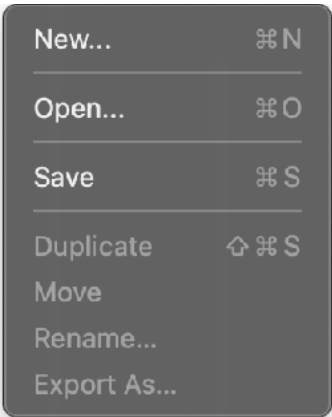 New... ⌘N
Open... ⌘O
Save ⌘S
Duplicate ⇧⌘S
Move
Rename...
Export As...